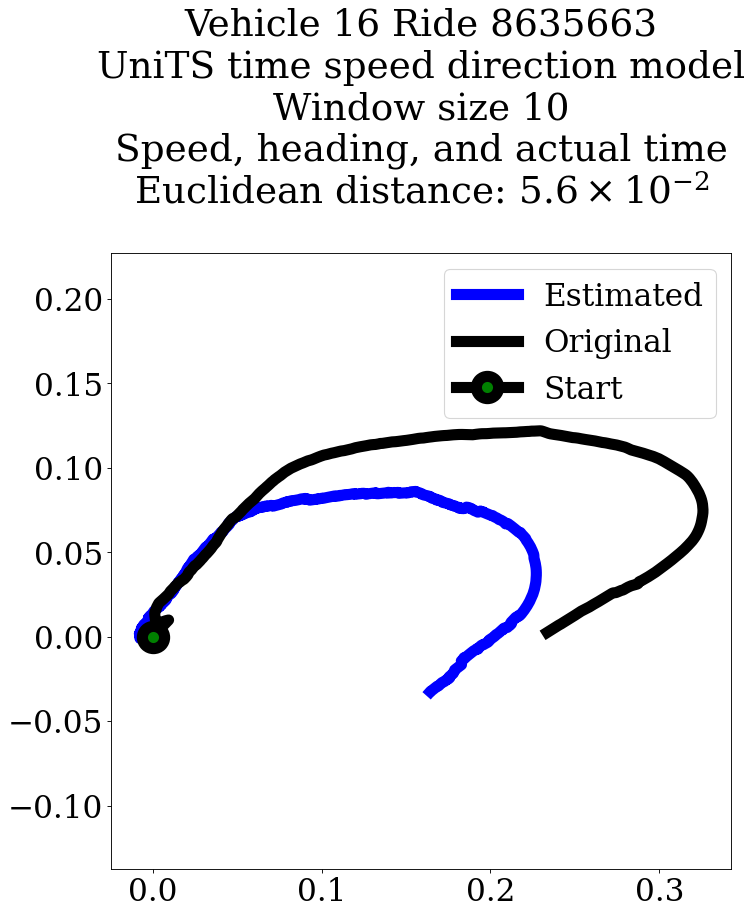 Vehicle 16 Ride 8635663
UniTS time speed direction model
Window size 10
Speed, heading, and actual time
Euclidean distance: 5.6 × 10⁻²
Estimated
Original
Start
0.20
0.15
0.10
0.05
0.00
−0.05
−0.10
0.0 0.1 0.2 0.3